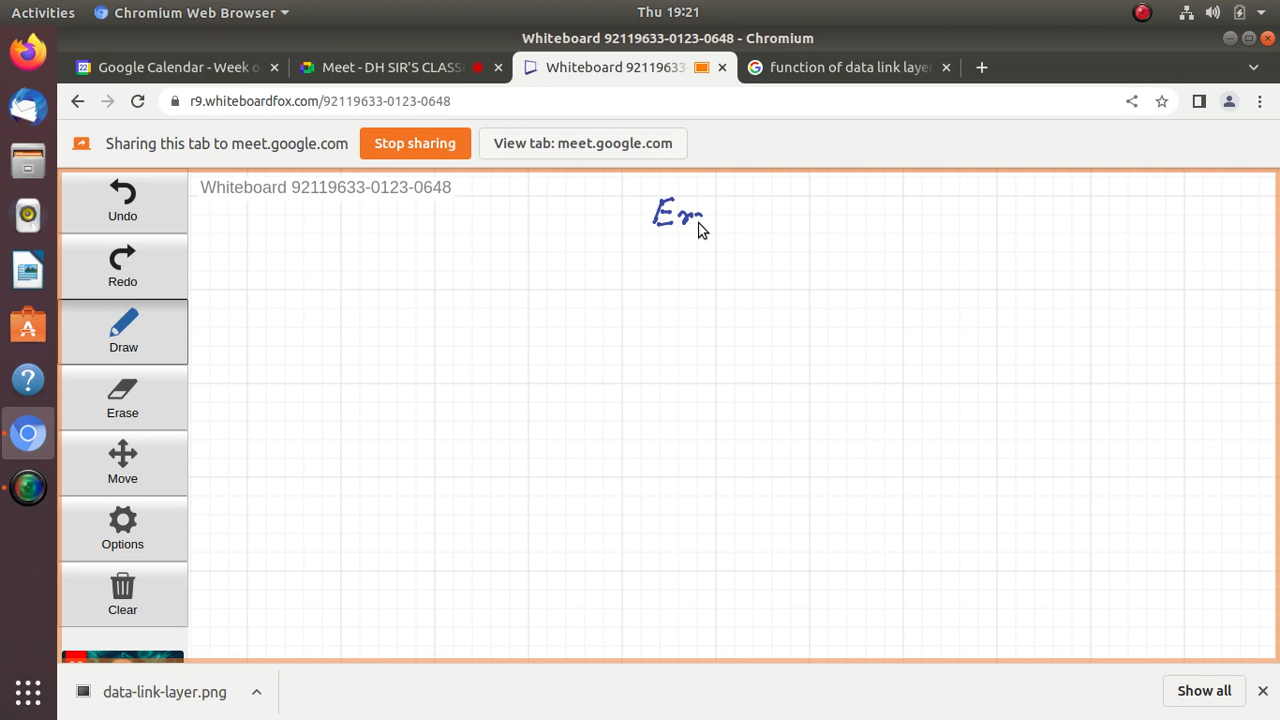 Activities
Chromium Web Browser
Thu 19:21
Whiteboard 92119633-0123-0648 - Chromium
Google Calendar - Week o
Meet - DH SIR'S CLASS
Whiteboard 92119633-
function of data link layer
r9.whiteboardfox.com/92119633-0123-0648
Sharing this tab to meet.google.com
Stop sharing
View tab: meet.google.com
Whiteboard 92119633-0123-0648
Undo
Redo
Draw
Erase
Move
Options
Clear
data-link-layer.png
Show all